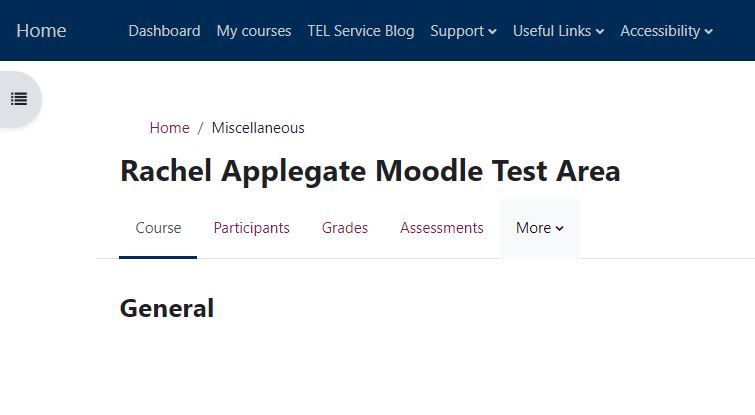 Home Dashboard My courses TEL Service Blog Support Useful Links Accessibility
Home / Miscellaneous
Rachel Applegate Moodle Test Area
Course Participants Grades Assessments More
General